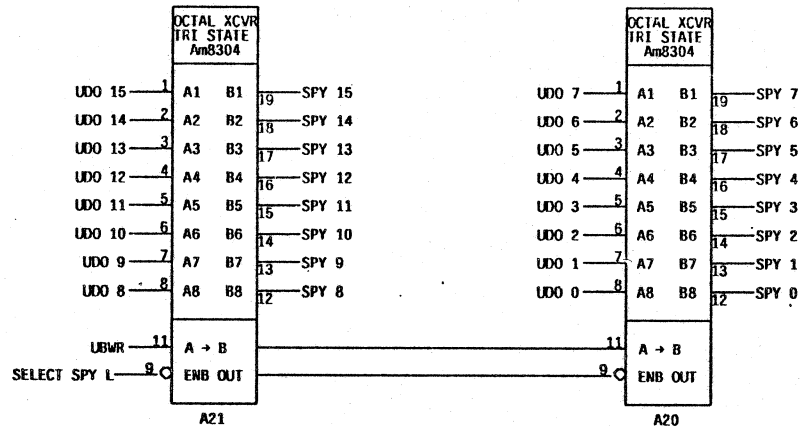 OCTAL XCVR
TRI STATE
Am8304
UDO 15 1 A1 B1 19 SPY 15
UDO 14 2 A2 B2 18 SPY 14
UDO 13 3 A3 B3 17 SPY 13
UDO 12 4 A4 B4 16 SPY 12
UDO 11 5 A5 B5 15 SPY 11
UDO 10 6 A6 B6 14 SPY 10
UDO 9 7 A7 B7 13 SPY 9
UDO 8 8 A8 B8 12 SPY 8
UBWR 11 A → B
SELECT SPY L 9 ENB OUT
A21
OCTAL XCVR
TRI STATE
Am8304
UDO 7 1 A1 B1 19 SPY 7
UDO 6 2 A2 B2 18 SPY 6
UDO 5 3 A3 B3 17 SPY 5
UDO 4 4 A4 B4 16 SPY 4
UDO 3 5 A5 B5 15 SPY 3
UDO 2 6 A6 B6 14 SPY 2
UDO 1 7 A7 B7 13 SPY 1
UDO 0 8 A8 B8 12 SPY 0
11 A → B
9 ENB OUT
A20